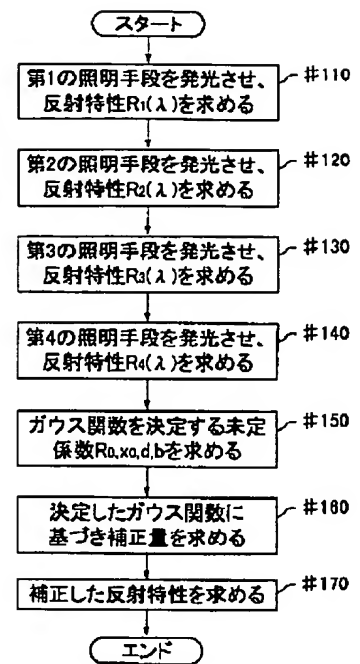 スタート
第1の照明手段を発光させ、
反射特性R1(λ)を求める
#110
第2の照明手段を発光させ、
反射特性R2(λ)を求める
#120
第3の照明手段を発光させ、
反射特性R3(λ)を求める
#130
第4の照明手段を発光させ、
反射特性R4(λ)を求める
#140
ガウス関数を決定する未定
係数R0,x0,d,bを求める
#150
決定したガウス関数に
基づき補正量を求める
#160
補正した反射特性を求める
#170
エンド